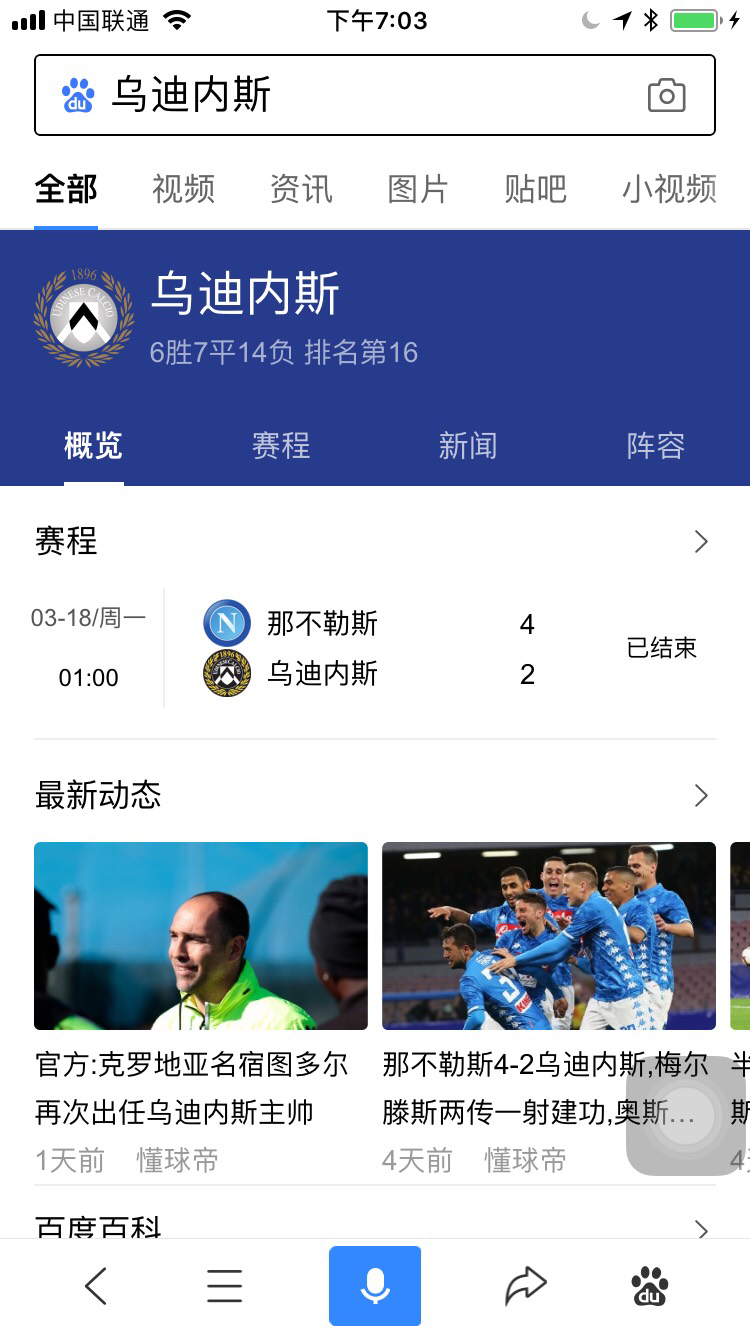 中国联通
下午7:03
du
乌迪内斯
全部 视频 资讯 图片 贴吧 小视频
1896
UDINESE CALCIO
乌迪内斯
6胜7平14负 排名第16
概览 赛程 新闻 阵容
赛程
03-18/周一
01:00
N
那不勒斯 4
乌迪内斯 2
已结束
最新动态
官方:克罗地亚名宿图多尔
再次出任乌迪内斯主帅
1天前 懂球帝
那不勒斯4-2乌迪内斯,梅尔
滕斯两传一射建功,奥斯…
4天前 懂球帝
百度百科
du